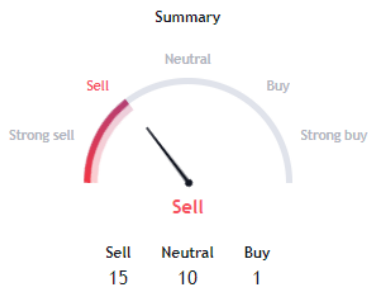 Summary
Neutral
Sell
Buy
Strong sell
Strong buy
Sell
Sell Neutral Buy
15 10 1